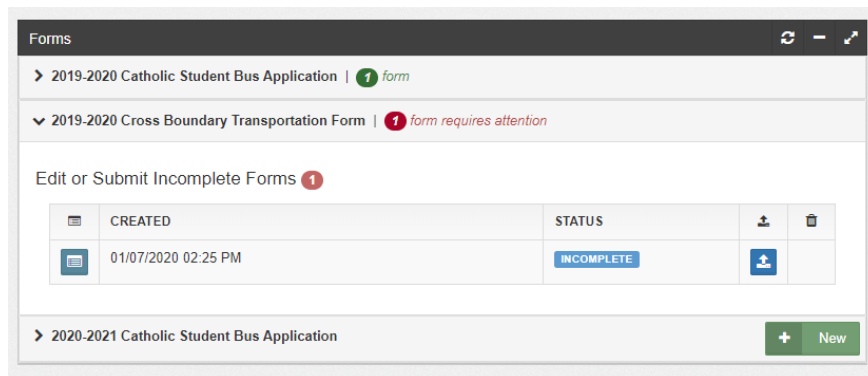 Forms
2019-2020 Catholic Student Bus Application | 1 form
2019-2020 Cross Boundary Transportation Form | 1 form requires attention
Edit or Submit Incomplete Forms 1
CREATED STATUS
01/07/2020 02:25 PM INCOMPLETE
2020-2021 Catholic Student Bus Application + New